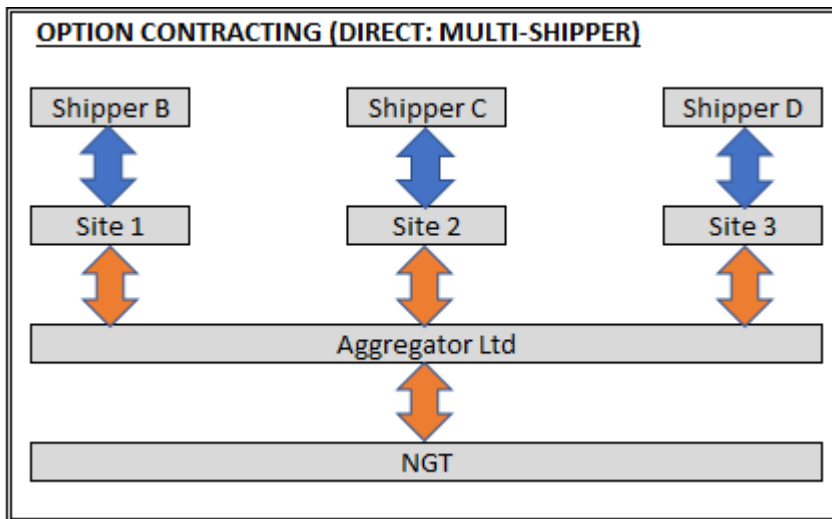 OPTION CONTRACTING (DIRECT: MULTI-SHIPPER)
Shipper B Shipper C Shipper D
Site 1 Site 2 Site 3
Aggregator Ltd
NGT